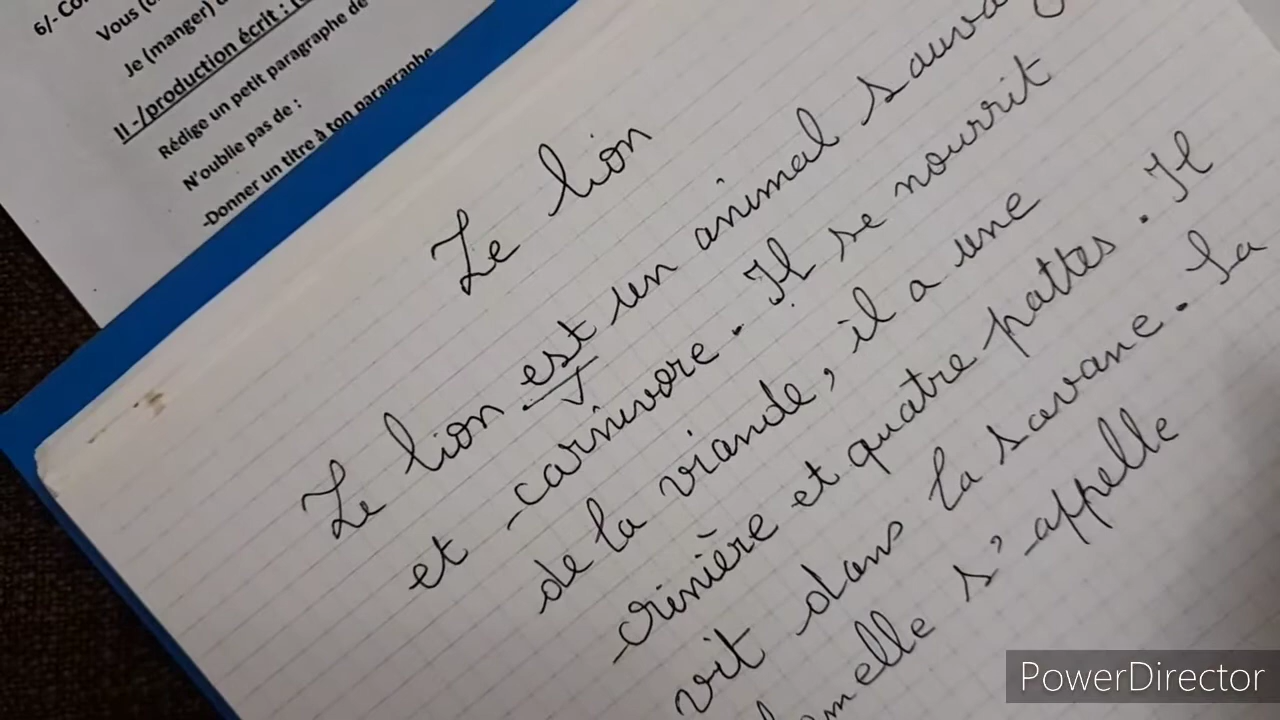 6/- Co
Vous (
Je (manger)
II -/production écrit :
Rédige un petit paragraphe de
N'oublie pas de :
-Donner un titre à ton paragraphe
Le lion
Le lion est un animal
et carnivore. Il se nourrit
de la viande, il a une
crinière et quatre pattes. Il
vit dans la savane. La
s'appelle
PowerDirector